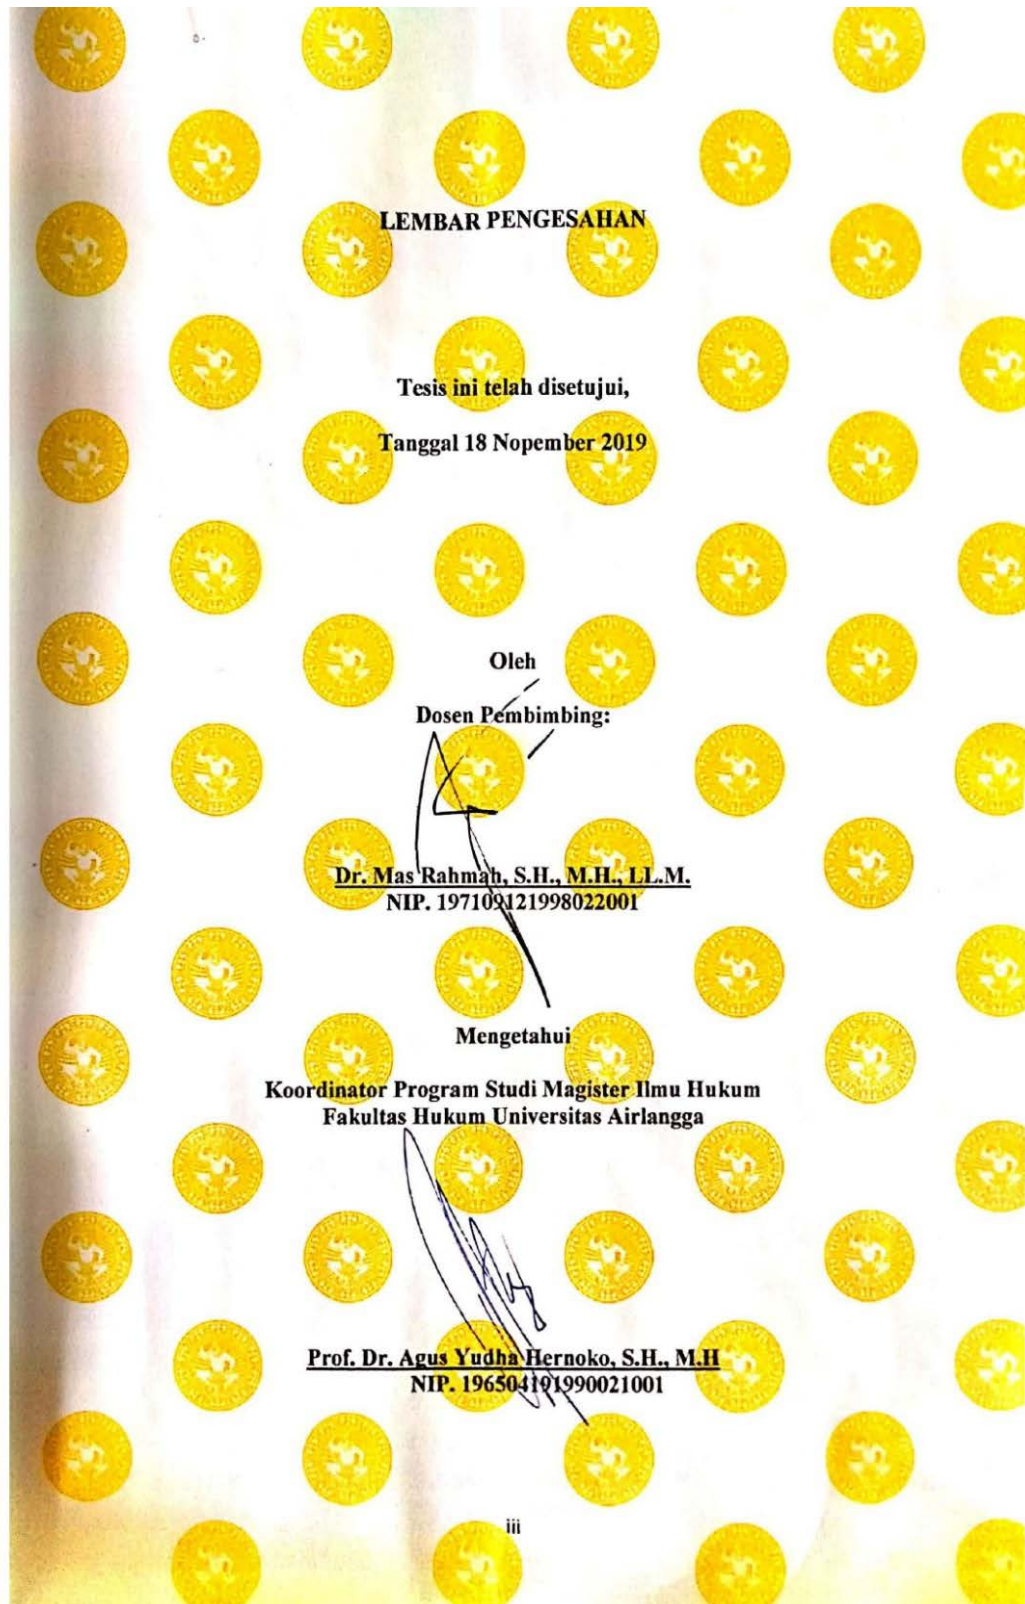 LEMBAR PENGESAHAN
Tesis ini telah disetujui,
Tanggal 18 Nopember 2019
Oleh
Dosen Pembimbing:
Dr. Mas Rahmah, S.H., M.H., LL.M.
NIP. 197109121998022001
Mengetahui
Koordinator Program Studi Magister Ilmu Hukum
Fakultas Hukum Universitas Airlangga
Prof. Dr. Agus Yudha Hernoko, S.H., M.H
NIP. 196504191990021001
iii